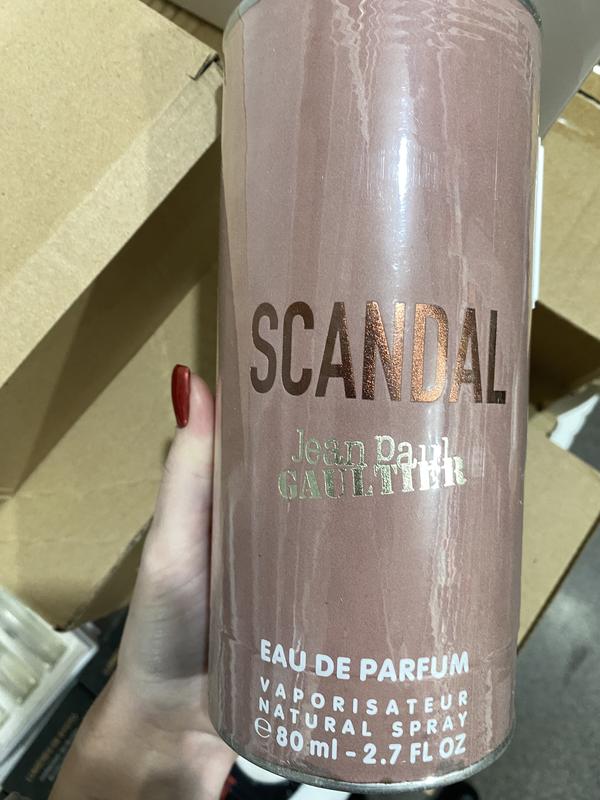 SCANDAL
Jean Paul
GAULTIER
EAU DE PARFUM
VAPORISATEUR
NATURAL SPRAY
℮ 80 ml - 2.7 FL OZ